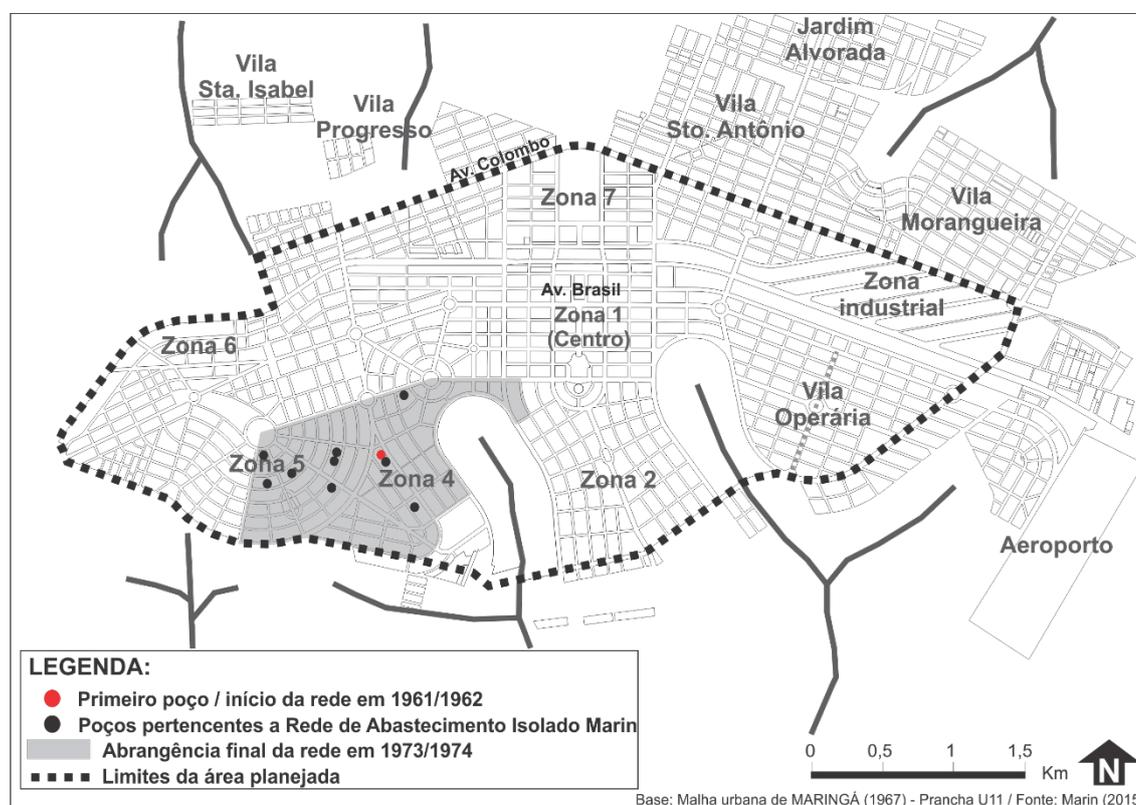 Jardim
Alvorada
Vila
Sta. Isabel
Vila
Progresso
Vila
Sto. Antônio
Av. Colombo
Zona 7
Vila
Morangueira
Zona
industrial
Av. Brasil
Zona 1
(Centro)
Zona 6
Vila
Operária
Zona 5
Zona 4
Zona 2
Aeroporto
LEGENDA:
Primeiro poço / início da rede em 1961/1962
Poços pertencentes a Rede de Abastecimento Isolado Marin
Abrangência final da rede em 1973/1974
Limites da área planejada
0 0,5 1 1,5
Km
N
Base: Malha urbana de MARINGÁ (1967) - Prancha U11 / Fonte: Marin (2015